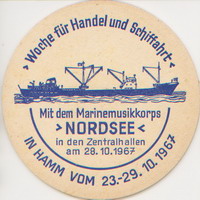 >Woche für Handel und Schiffahrt<
Mit dem Marinemusikkorps
>NORDSEE<
in den Zentralhallen
am 28.10.1967
IN HAMM VOM 23.-29.10.1967